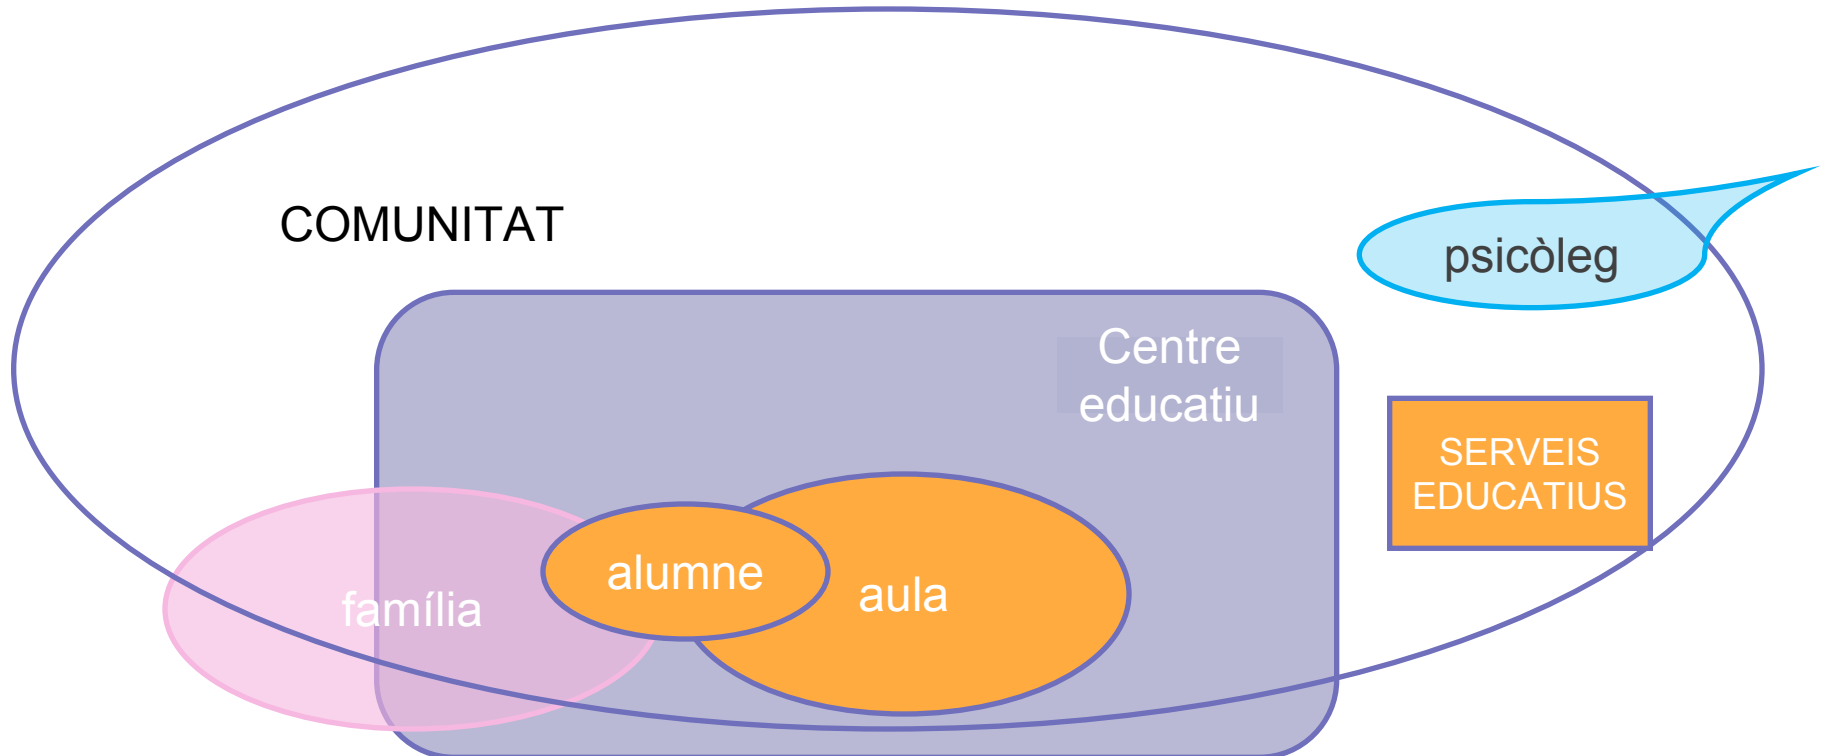 COMUNITAT
psicòleg
Centre
educatiu
SERVEIS
EDUCATIUS
família
alumne
aula